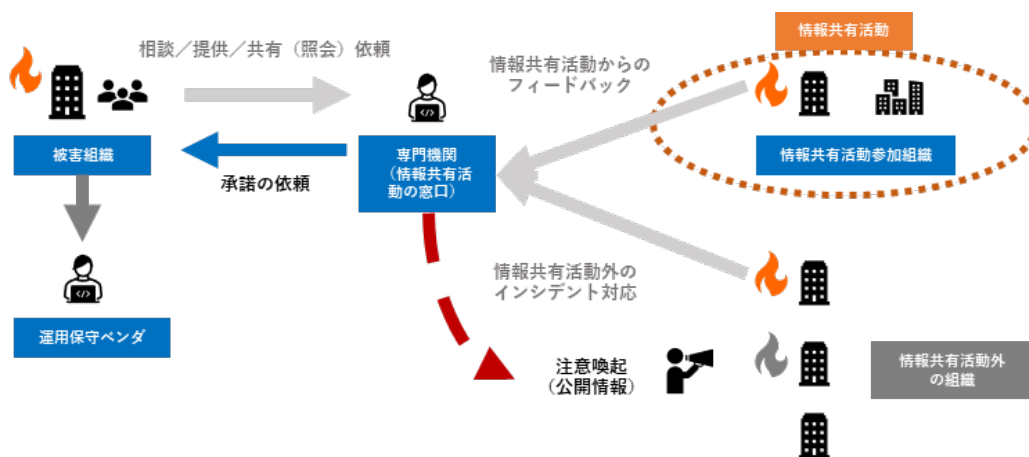 情報共有活動
相談／提供／共有（照会）依頼
情報共有活動からの
フィードバック
被害組織
専門機関
（情報共有活
動の窓口）
情報共有活動参加組織
承諾の依頼
情報共有活動外の
インシデント対応
運用保守ベンダ
注意喚起
（公開情報）
情報共有活動外
の組織